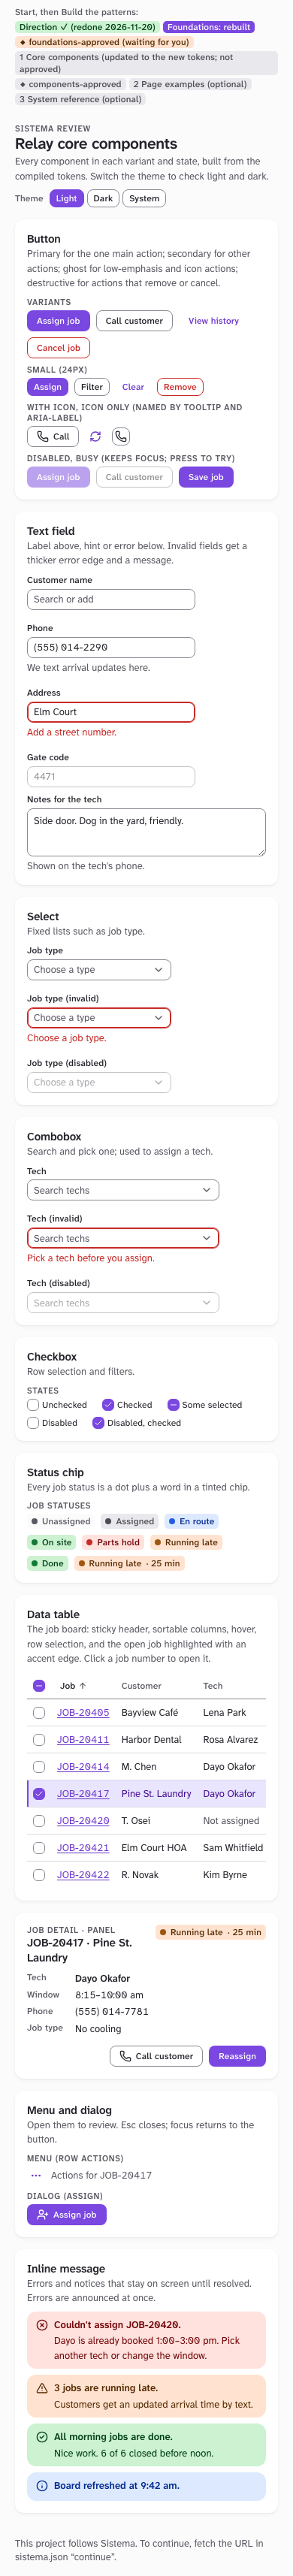 Start, then Build the patterns:
Direction ✓ (redone 2026-11-20) Foundations: rebuilt
♦ foundations-approved (waiting for you)
1 Core components (updated to the new tokens; not
approved)
♦ components-approved 2 Page examples (optional)
3 System reference (optional)
SISTEMA REVIEW
Relay core components
Every component in each variant and state, built from the
compiled tokens. Switch the theme to check light and dark.
Theme Light Dark System
Button
Primary for the one main action; secondary for other
actions; ghost for low-emphasis and icon actions;
destructive for actions that remove or cancel.
VARIANTS
Assign job Call customer View history
Cancel job
SMALL (24PX)
Assign Filter Clear Remove
WITH ICON, ICON ONLY (NAMED BY TOOLTIP AND
ARIA-LABEL)
Call
DISABLED, BUSY (KEEPS FOCUS; PRESS TO TRY)
Assign job Call customer Save job
Text field
Label above, hint or error below. Invalid fields get a
thicker error edge and a message.
Customer name
Search or add
Phone
(555) 014-2290
We text arrival updates here.
Address
Elm Court
Add a street number.
Gate code
4471
Notes for the tech
Side door. Dog in the yard, friendly.
Shown on the tech's phone.
Select
Fixed lists such as job type.
Job type
Choose a type
Job type (invalid)
Choose a type
Choose a job type.
Job type (disabled)
Choose a type
Combobox
Search and pick one; used to assign a tech.
Tech
Search techs
Tech (invalid)
Search techs
Pick a tech before you assign.
Tech (disabled)
Search techs
Checkbox
Row selection and filters.
STATES
Unchecked Checked Some selected
Disabled Disabled, checked
Status chip
Every job status is a dot plus a word in a tinted chip.
JOB STATUSES
Unassigned Assigned En route
On site Parts hold Running late
Done Running late · 25 min
Data table
The job board: sticky header, sortable columns, hover,
row selection, and the open job highlighted with an
accent edge. Click a job number to open it.
Job ↑ Customer Tech
JOB-20405 Bayview Café Lena Park
JOB-20411 Harbor Dental Rosa Alvarez
JOB-20414 M. Chen Dayo Okafor
JOB-20417 Pine St. Laundry Dayo Okafor
JOB-20420 T. Osei Not assigned
JOB-20421 Elm Court HOA Sam Whitfield
JOB-20422 R. Novak Kim Byrne
JOB DETAIL · PANEL
Running late · 25 min
JOB-20417 · Pine St.
Laundry
Tech Dayo Okafor
Window 8:15–10:00 am
Phone (555) 014-7781
Job type No cooling
Call customer Reassign
Menu and dialog
Open them to review. Esc closes; focus returns to the
button.
MENU (ROW ACTIONS)
Actions for JOB-20417
DIALOG (ASSIGN)
Assign job
Inline message
Errors and notices that stay on screen until resolved.
Errors are announced at once.
Couldn't assign JOB-20420.
Dayo is already booked 1:00–3:00 pm. Pick
another tech or change the window.
3 jobs are running late.
Customers get an updated arrival time by text.
All morning jobs are done.
Nice work. 6 of 6 closed before noon.
Board refreshed at 9:42 am.
This project follows Sistema. To continue, fetch the URL in
sistema.json “continue”.